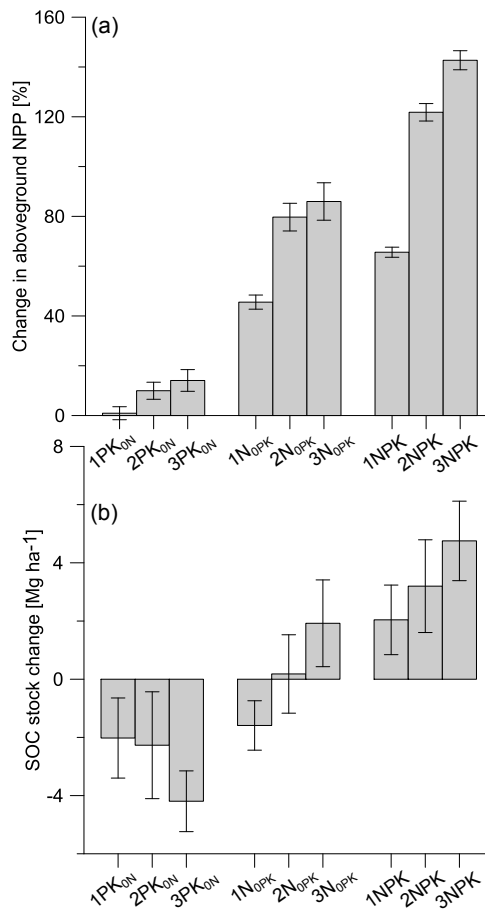 (a)
Change in aboveground NPP [%]
160
120
80
40
0
1PK0N 2PK0N 3PK0N 1N0PK 2N0PK 3N0PK 1NPK 2NPK 3NPK
(b)
SOC stock change [Mg ha-1]
8
4
0
-4
1PK0N 2PK0N 3PK0N 1N0PK 2N0PK 3N0PK 1NPK 2NPK 3NPK